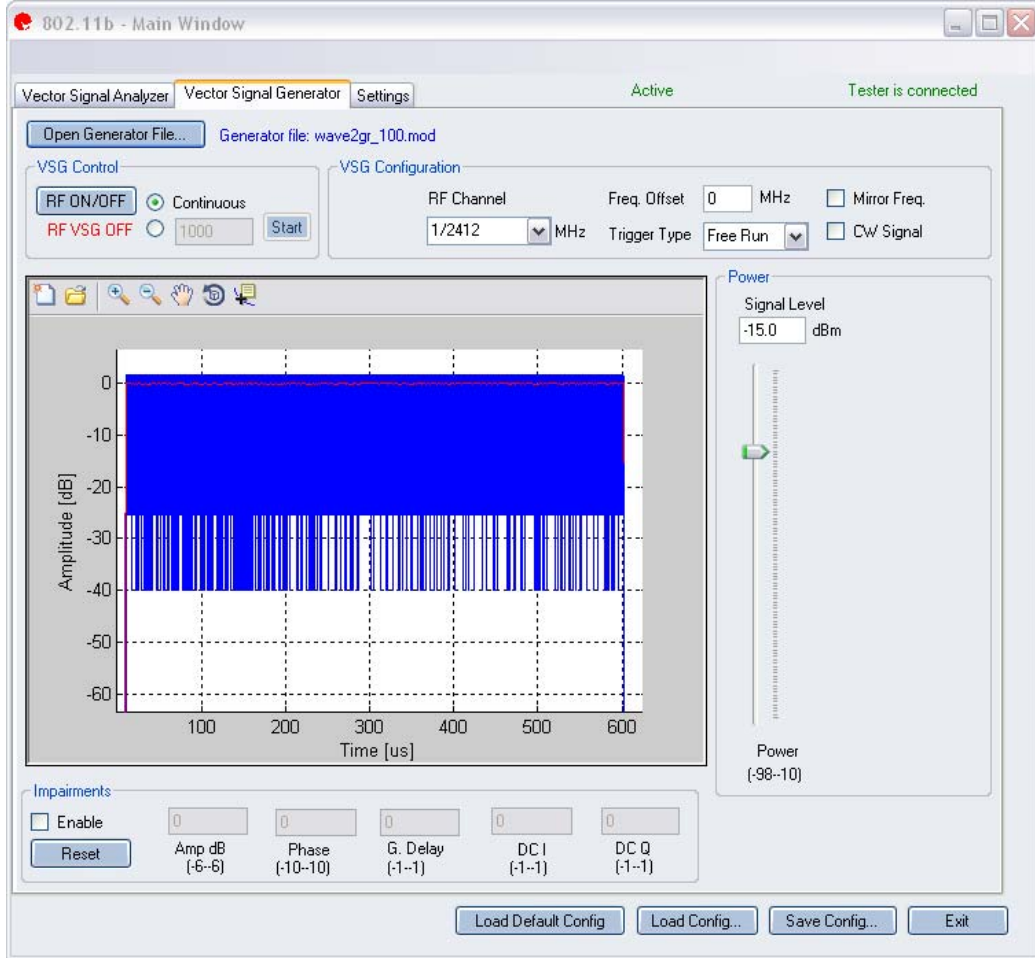 802.11b - Main Window
Vector Signal Analyzer Vector Signal Generator Settings Active Tester is connected
Open Generator File... Generator file: wave2gr_100.mod
VSG Control VSG Configuration
RF ON/OFF Continuous RF Channel Freq. Offset 0 MHz Mirror Freq.
RF VSG OFF 1000 Start 1/2412 MHz Trigger Type Free Run CW Signal
Power
Signal Level
-15.0 dBm
0
-10
-20
-30
-40
-50
-60
Amplitude [dB]
100 200 300 400 500 600
Time [us]
Power
(-98--10)
Impairments
Enable 0 0 0 0 0
Reset Amp dB Phase G. Delay DC I DC Q
(-6--6) (-10--10) (-1--1) (-1--1) (-1--1)
Load Default Config Load Config... Save Config... Exit